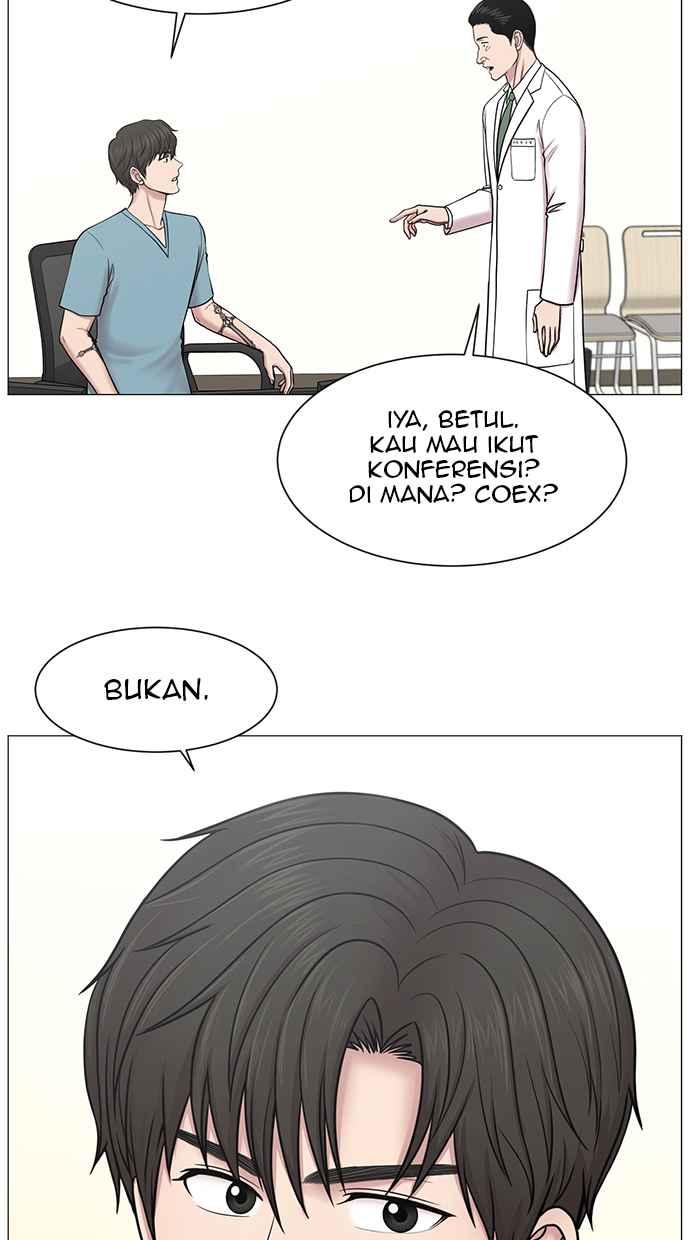 IYA, BETUL.
KAU MAU IKUT
KONFERENSI?
DI MANA? COEX?
BUKAN.